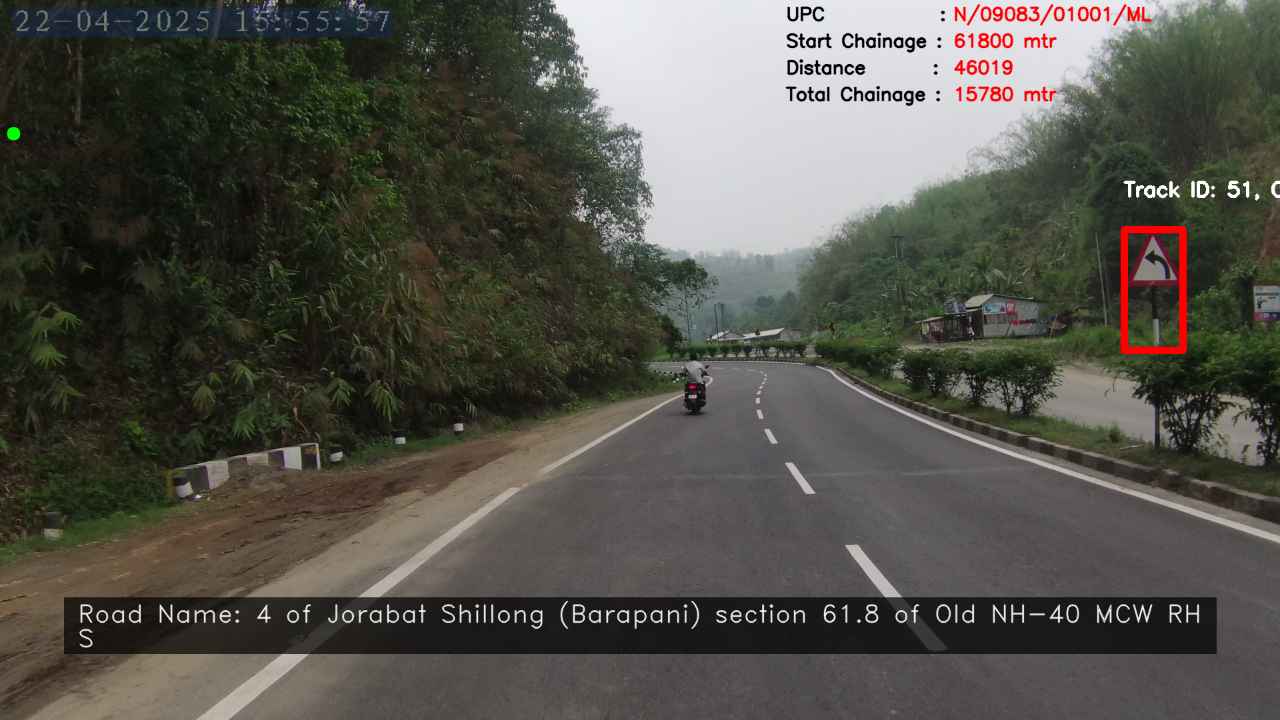 22-04-2025 15:55:57
UPC : N/09083/01001/ML
Start Chainage : 61800 mtr
Distance : 46019
Total Chainage : 15780 mtr
Track ID: 51,
Road Name: 4 of Jorabat Shillong (Barapani) section 61.8 of Old NH-40 MCW RH
S